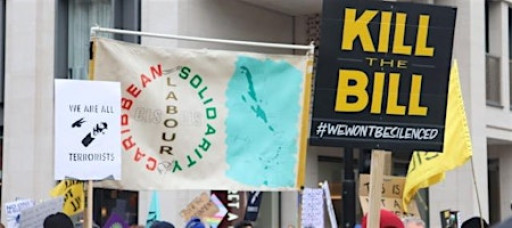 WE ARE ALL
TERRORISTS
CARIBBEAN
SOLIDARITY
LABOUR
KILL
THE
BILL
#WEWONTBESILENCED